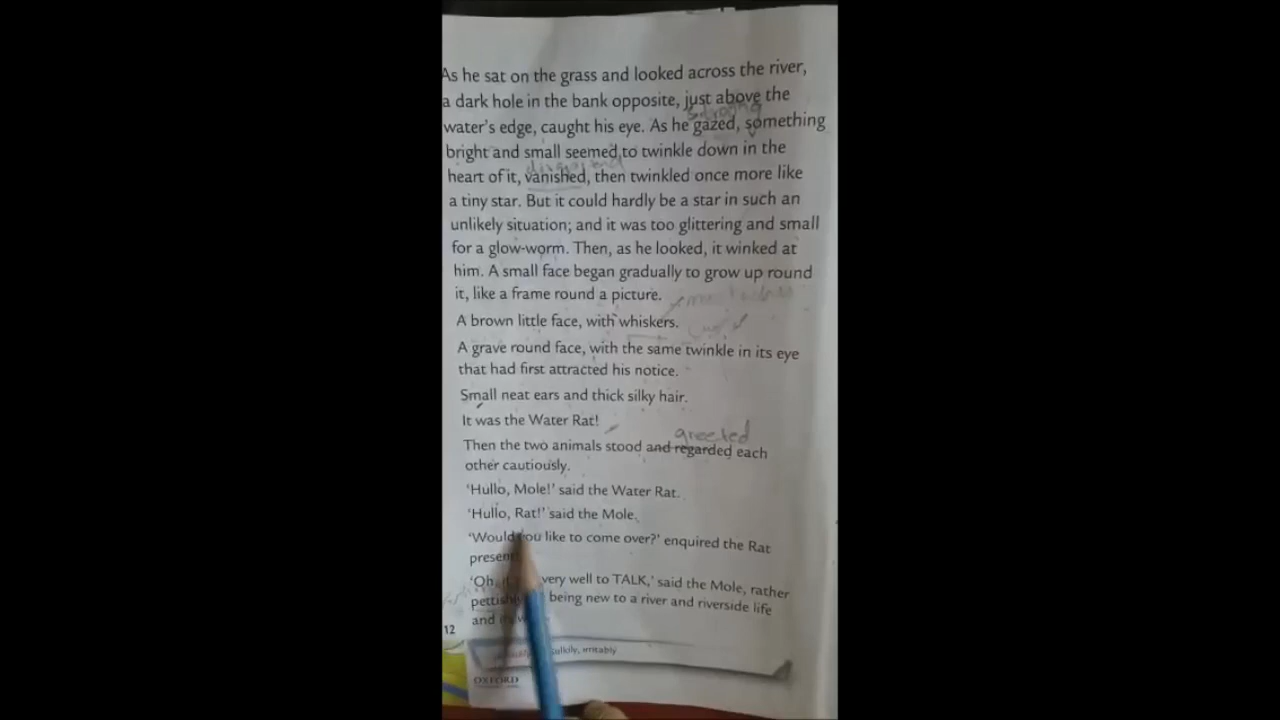 As he sat on the grass and looked across the river,
a dark hole in the bank opposite, just above the
water's edge, caught his eye. As he gazed, something
bright and small seemed to twinkle down in the
heart of it, vanished, then twinkled once more like
a tiny star. But it could hardly be a star in such an
unlikely situation; and it was too glittering and small
for a glow-worm. Then, as he looked, it winked at
him. A small face began gradually to grow up round
it, like a frame round a picture.
A brown little face, with whiskers.
A grave round face, with the same twinkle in its eye
that had first attracted his notice.
Small neat ears and thick silky hair.
It was the Water Rat!
greeted
Then the two animals stood and regarded each
other cautiously.
'Hullo, Mole!' said the Water Rat.
'Hullo, Rat!' said the Mole.
'Would you like to come over?' enquired the Rat
'Oh, very well to TALK,' said the Mole, rather
pettishly being new to a river and riverside life
and
12
sulkily, irritably
OXFORD